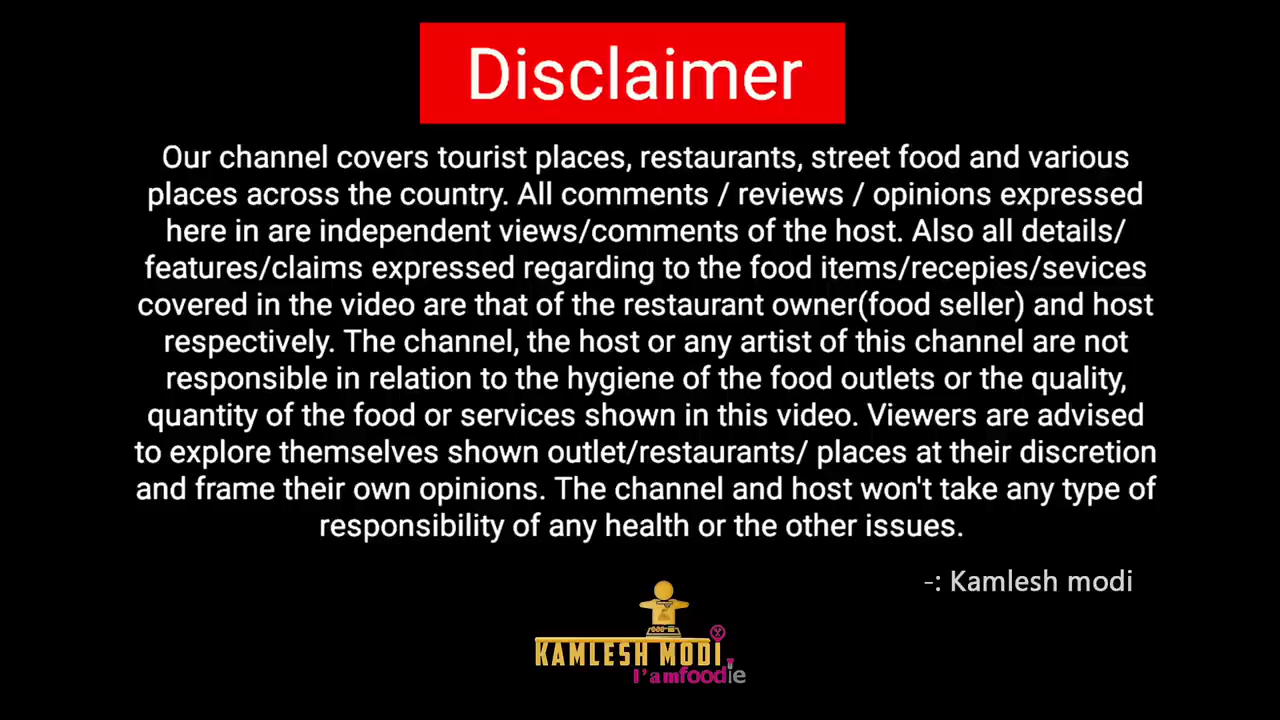 Disclaimer
Our channel covers tourist places, restaurants, street food and various
places across the country. All comments / reviews / opinions expressed
here in are independent views/comments of the host. Also all details/
features/claims expressed regarding to the food items/recepies/sevices
covered in the video are that of the restaurant owner(food seller) and host
respectively. The channel, the host or any artist of this channel are not
responsible in relation to the hygiene of the food outlets or the quality,
quantity of the food or services shown in this video. Viewers are advised
to explore themselves shown outlet/restaurants/ places at their discretion
and frame their own opinions. The channel and host won't take any type of
responsibility of any health or the other issues.
-: Kamlesh modi
KAMLESH MODI
I'amfoodie